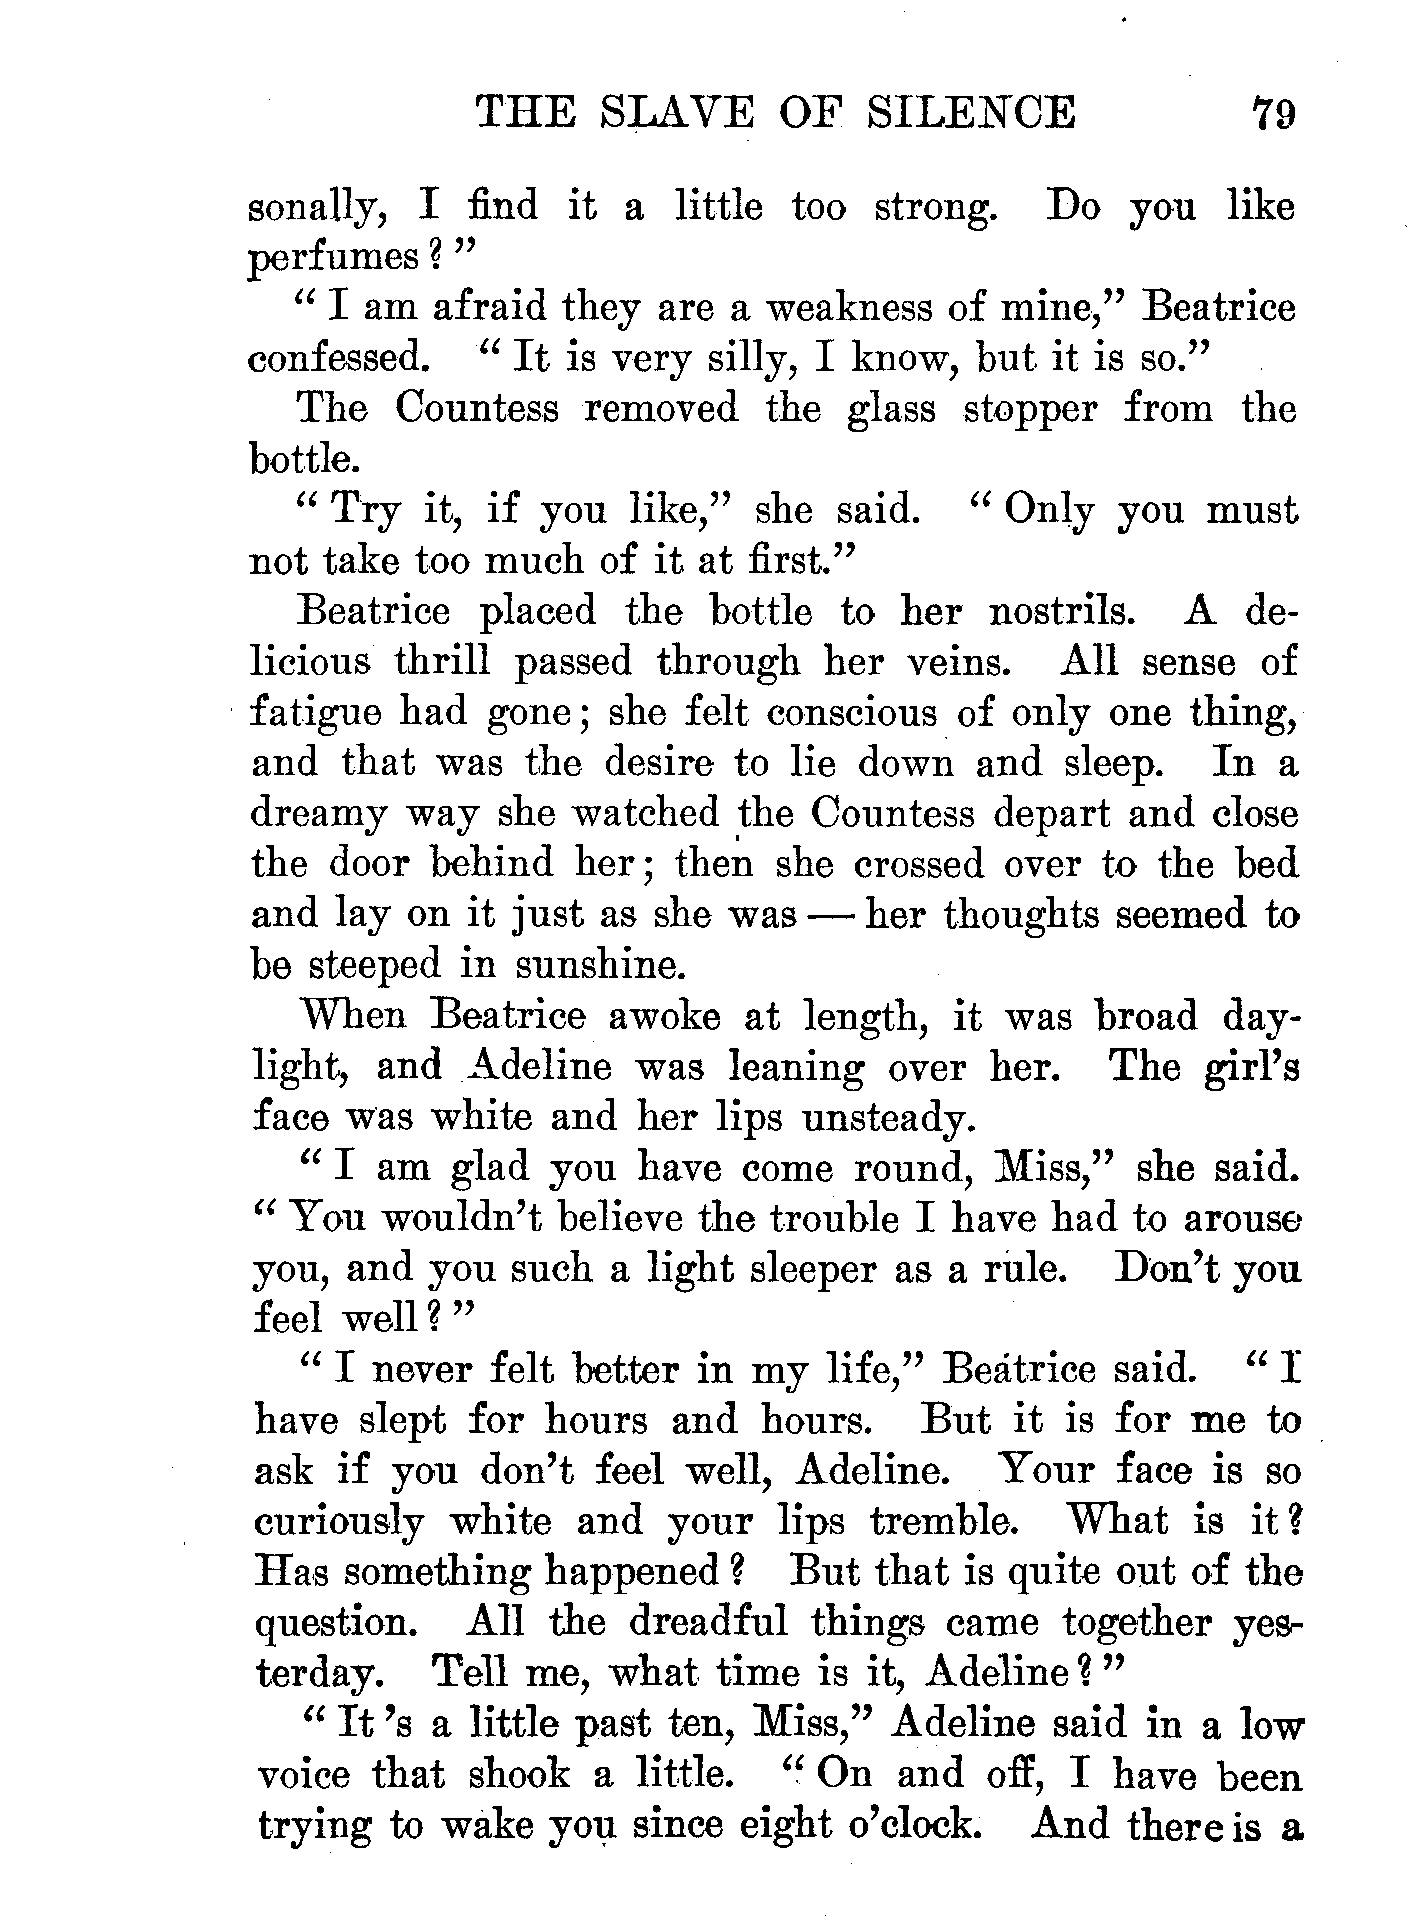 THE SLAVE OF SILENCE 79
sonally, I find it a little too strong. Do you like
perfumes?"
"I am afraid they are a weakness of mine," Beatrice
confessed. "It is very silly, I know, but it is so."
The Countess removed the glass stopper from the
bottle.
"Try it, if you like," she said. "Only you must
not take too much of it at first."
Beatrice placed the bottle to her nostrils. A de-
licious thrill passed through her veins. All sense of
fatigue had gone; she felt conscious of only one thing,
and that was the desire to lie down and sleep. In a
dreamy way she watched the Countess depart and close
the door behind her; then she crossed over to the bed
and lay on it just as she was — her thoughts seemed to
be steeped in sunshine.
When Beatrice awoke at length, it was broad day-
light, and Adeline was leaning over her. The girl's
face was white and her lips unsteady.
"I am glad you have come round, Miss," she said.
"You wouldn't believe the trouble I have had to arouse
you, and you such a light sleeper as a rule. Don't you
feel well?"
"I never felt better in my life," Beatrice said. "I
have slept for hours and hours. But it is for me to
ask if you don't feel well, Adeline. Your face is so
curiously white and your lips tremble. What is it?
Has something happened? But that is quite out of the
question. All the dreadful things came together yes-
terday. Tell me, what time is it, Adeline?"
"It's a little past ten, Miss," Adeline said in a low
voice that shook a little. "On and off, I have been
trying to wake you since eight o'clock. And there is a